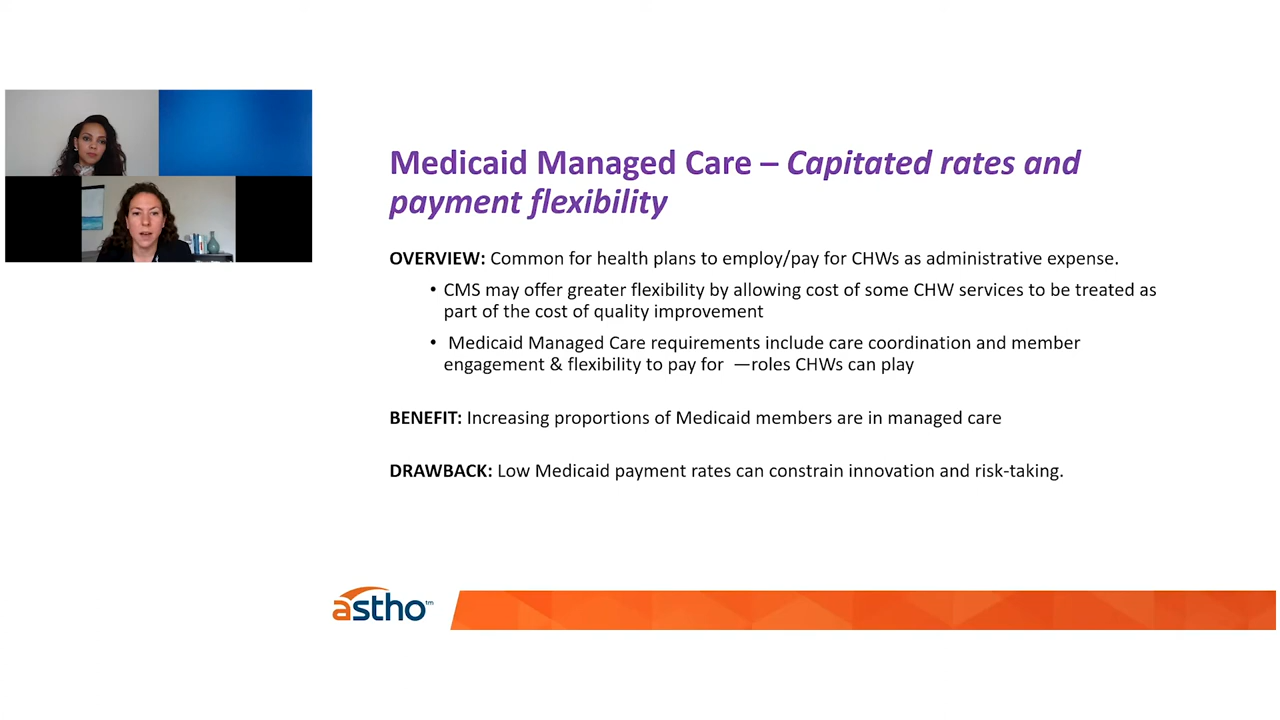 Medicaid Managed Care – Capitated rates and
payment flexibility
OVERVIEW: Common for health plans to employ/pay for CHWs as administrative expense.
• CMS may offer greater flexibility by allowing cost of some CHW services to be treated as
part of the cost of quality improvement
• Medicaid Managed Care requirements include care coordination and member
engagement & flexibility to pay for —roles CHWs can play
BENEFIT: Increasing proportions of Medicaid members are in managed care
DRAWBACK: Low Medicaid payment rates can constrain innovation and risk-taking.
astho™